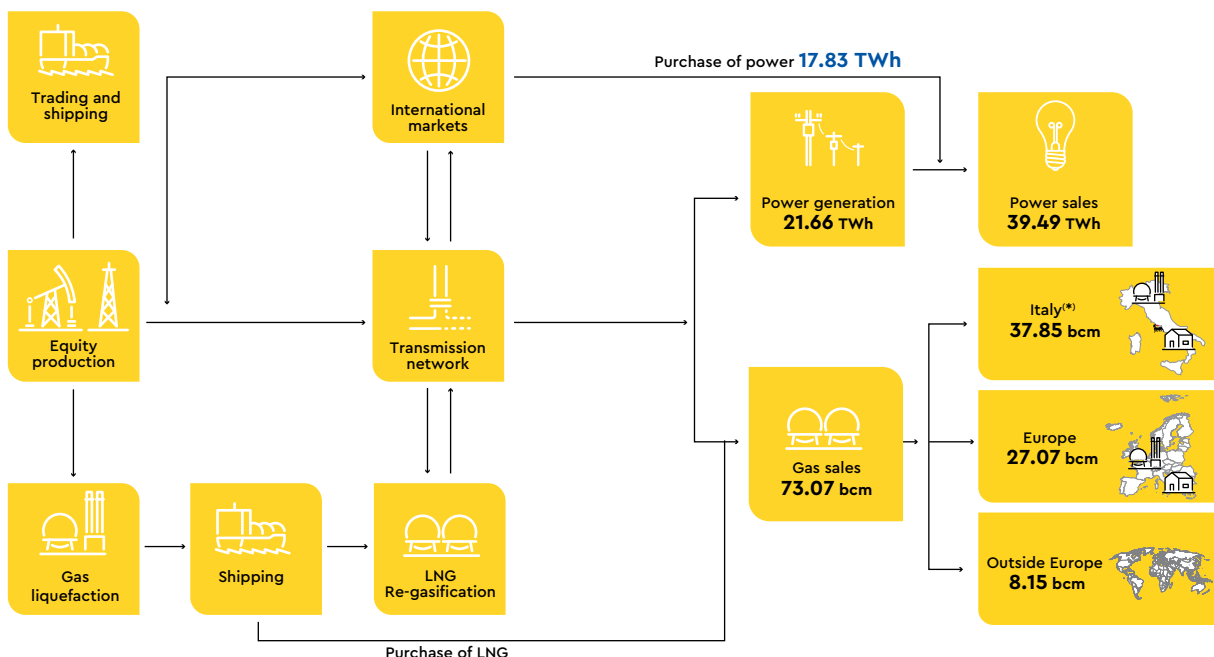 Trading and
shipping
International
markets
Purchase of power 17.83 TWh
Power generation
21.66 TWh
Power sales
39.49 TWh
Equity
production
Transmission
network
Italy(*)
37.85 bcm
Gas sales
73.07 bcm
Europe
27.07 bcm
Gas
liquefaction
Shipping
LNG
Re-gasification
Outside Europe
8.15 bcm
Purchase of LNG